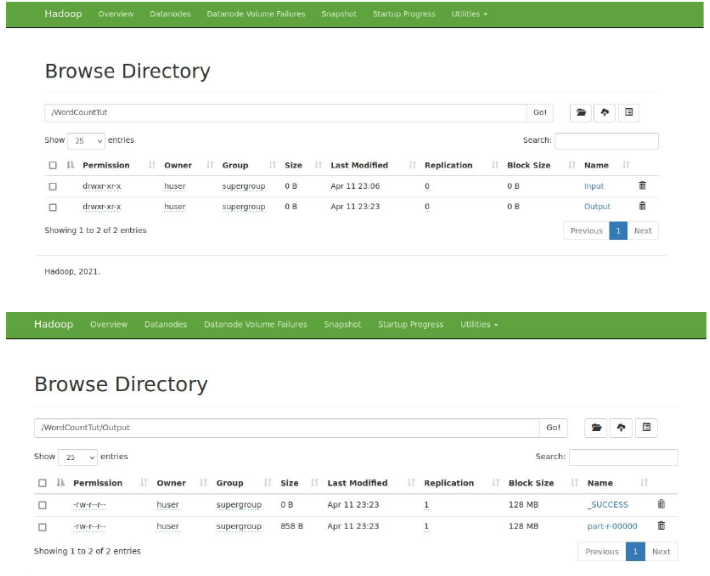 Hadoop Overview Datanodes Datanode Volume Failures Snapshot Startup Progress Utilities
Browse Directory
/WordCountTut Go!
Show 25 entries Search:
Permission Owner Group Size Last Modified Replication Block Size Name
drwxr-xr-x huser supergroup 0 B Apr 11 23:06 0 0 B Input
drwxr-xr-x huser supergroup 0 B Apr 11 23:23 0 0 B Output
Showing 1 to 2 of 2 entries Previous 1 Next
Hadoop, 2021.
Hadoop Overview Datanodes Datanode Volume Failures Snapshot Startup Progress Utilities
Browse Directory
/WordCountTut/Output Go!
Show 25 entries Search:
Permission Owner Group Size Last Modified Replication Block Size Name
-rw-r--r-- huser supergroup 0 B Apr 11 23:23 1 128 MB _SUCCESS
-rw-r--r-- huser supergroup 858 B Apr 11 23:23 1 128 MB part-r-00000
Showing 1 to 2 of 2 entries Previous 1 Next